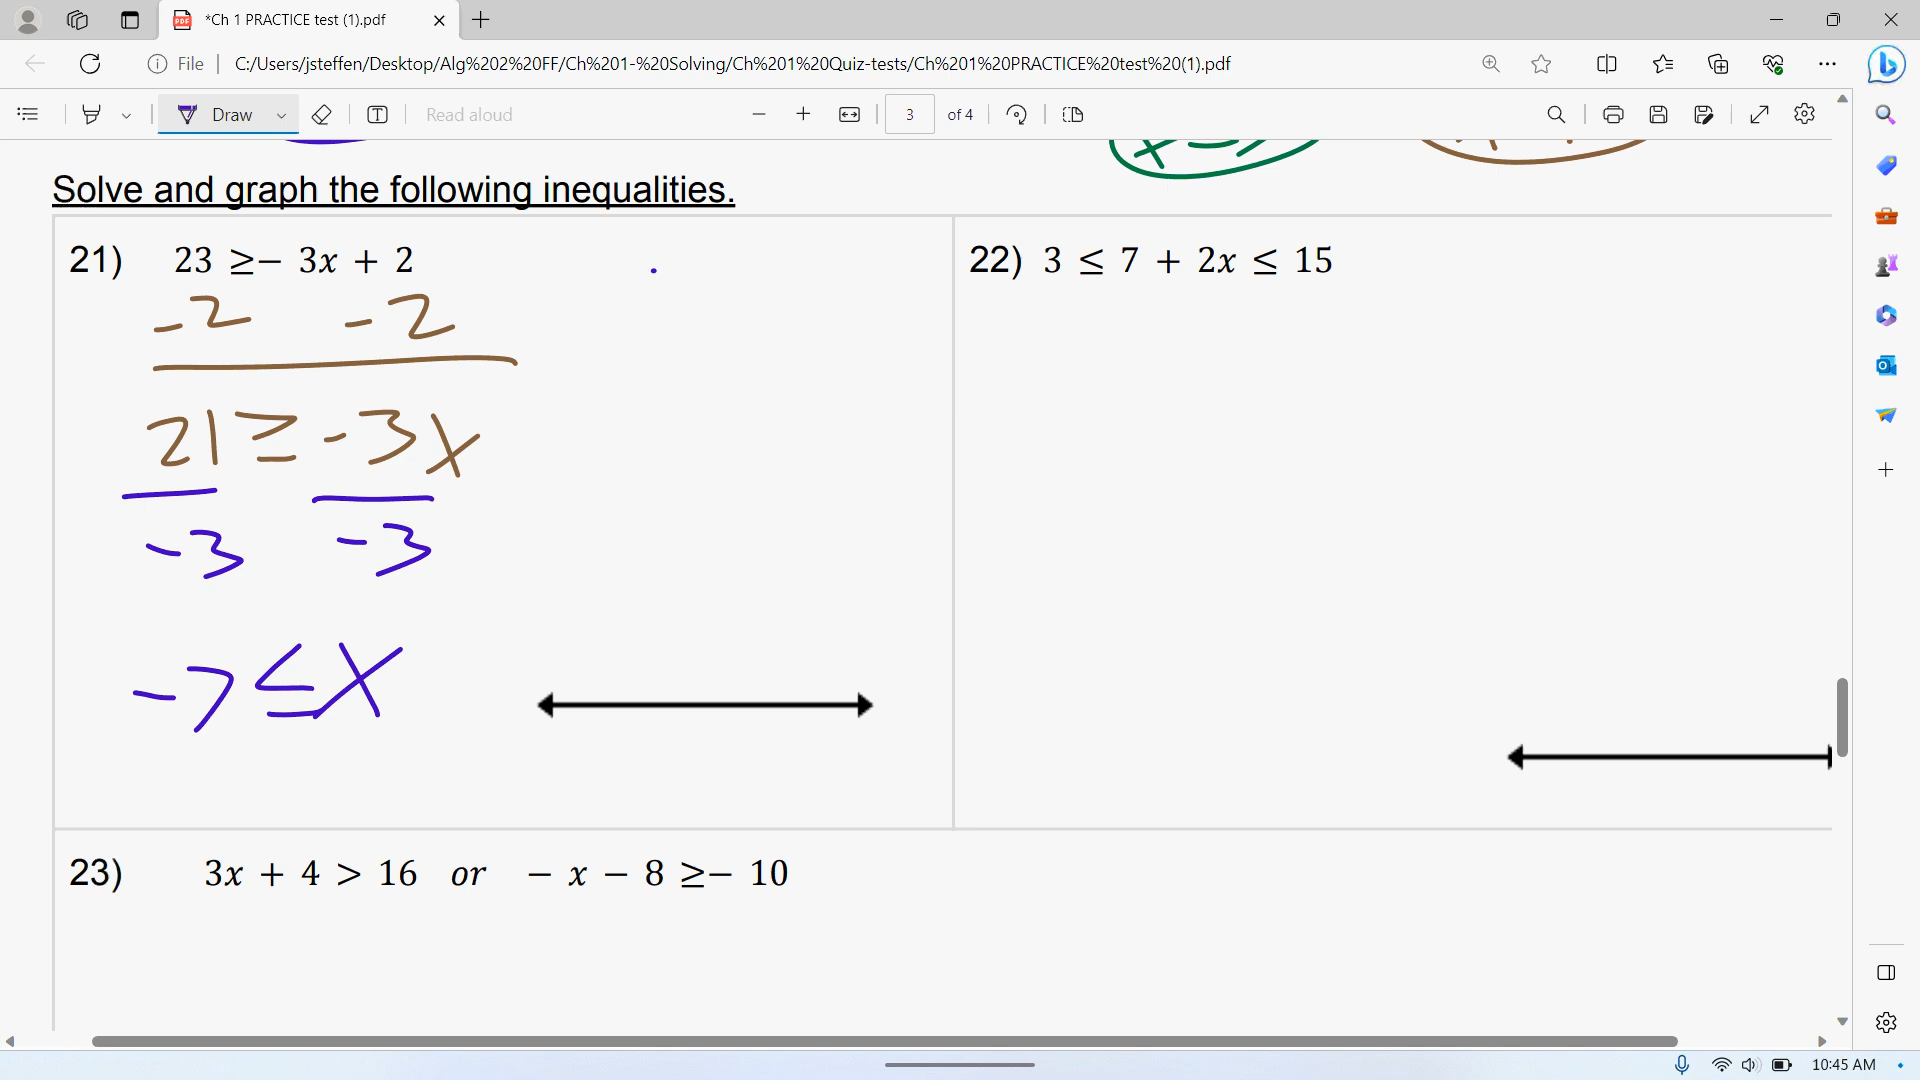 *Ch 1 PRACTICE test (1).pdf
File | C:/Users/jsteffen/Desktop/Alg%202%20FF/Ch%201-%20Solving/Ch%201%20Quiz-tests/Ch%201%20PRACTICE%20test%20(1).pdf
Draw Read aloud 3 of 4
Solve and graph the following inequalities.
21) 23 ≥− 3x + 2
-2 -2
21 ≥ -3x
-3 -3
-7 ≤ x
22) 3 ≤ 7 + 2x ≤ 15
23) 3x + 4 > 16 or − x − 8 ≥− 10
10:45 AM